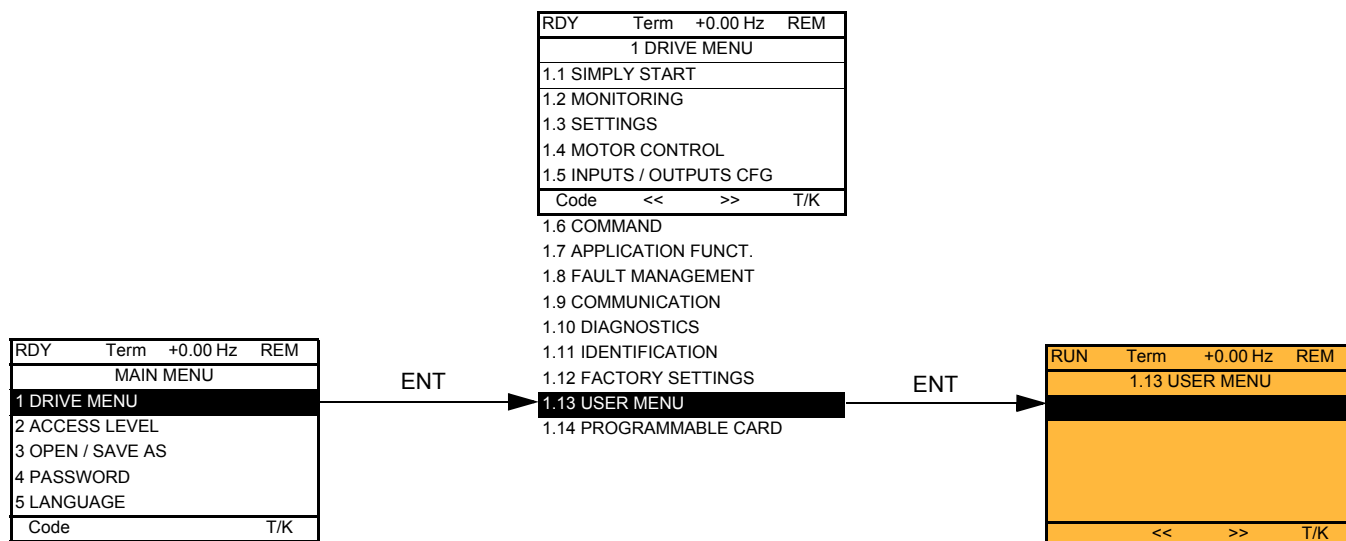 RDY Term +0.00 Hz REM
1 DRIVE MENU
1.1 SIMPLY START
1.2 MONITORING
1.3 SETTINGS
1.4 MOTOR CONTROL
1.5 INPUTS / OUTPUTS CFG
Code << >> T/K
1.6 COMMAND
1.7 APPLICATION FUNCT.
1.8 FAULT MANAGEMENT
1.9 COMMUNICATION
1.10 DIAGNOSTICS
1.11 IDENTIFICATION
1.12 FACTORY SETTINGS
1.13 USER MENU
1.14 PROGRAMMABLE CARD
RDY Term +0.00 Hz REM
MAIN MENU
1 DRIVE MENU
2 ACCESS LEVEL
3 OPEN / SAVE AS
4 PASSWORD
5 LANGUAGE
Code T/K
ENT
ENT
RUN Term +0.00 Hz REM
1.13 USER MENU
<< >> T/K